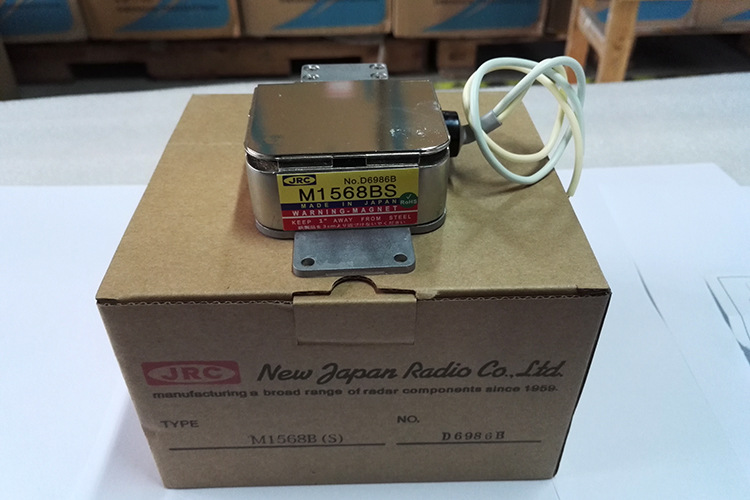 JRC No.D6986B
M1568BS
MADE IN JAPAN
RoHS
WARNING-MAGNET
KEEP 3" AWAY FROM STEEL
JRC New Japan Radio Co., Ltd.
manufacturing a broad range of radar components since 1959.
TYPE M1568B(S) NO. D6986B